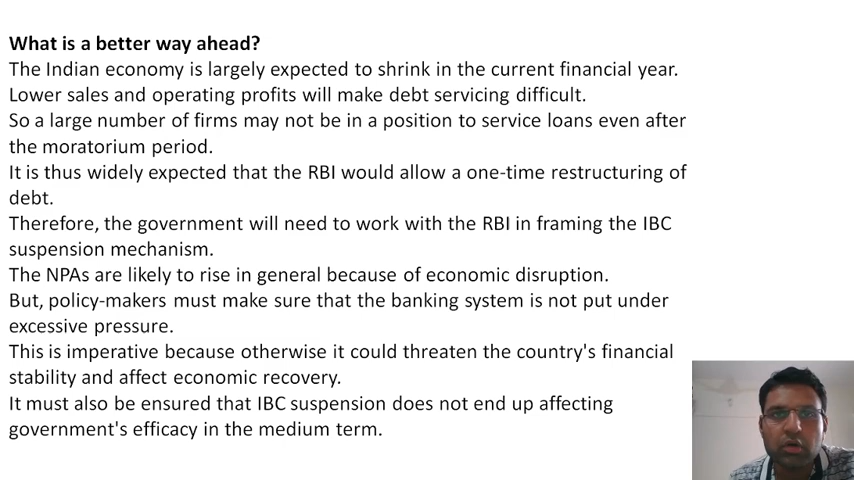 What is a better way ahead?
The Indian economy is largely expected to shrink in the current financial year.
Lower sales and operating profits will make debt servicing difficult.
So a large number of firms may not be in a position to service loans even after
the moratorium period.
It is thus widely expected that the RBI would allow a one-time restructuring of
debt.
Therefore, the government will need to work with the RBI in framing the IBC
suspension mechanism.
The NPAs are likely to rise in general because of economic disruption.
But, policy-makers must make sure that the banking system is not put under
excessive pressure.
This is imperative because otherwise it could threaten the country's financial
stability and affect economic recovery.
It must also be ensured that IBC suspension does not end up affecting
government's efficacy in the medium term.